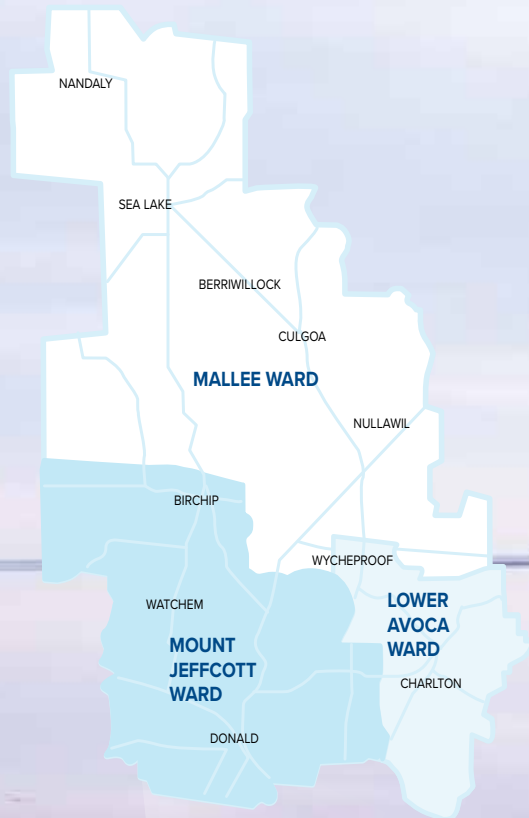 NANDALY
SEA LAKE
BERRIWILLOCK
CULGOA
MALLEE WARD
NULLAWIL
BIRCHIP
WYCHEPROOF
WATCHEM
LOWER
AVOCA
WARD
MOUNT
JEFFCOTT
WARD
CHARLTON
DONALD